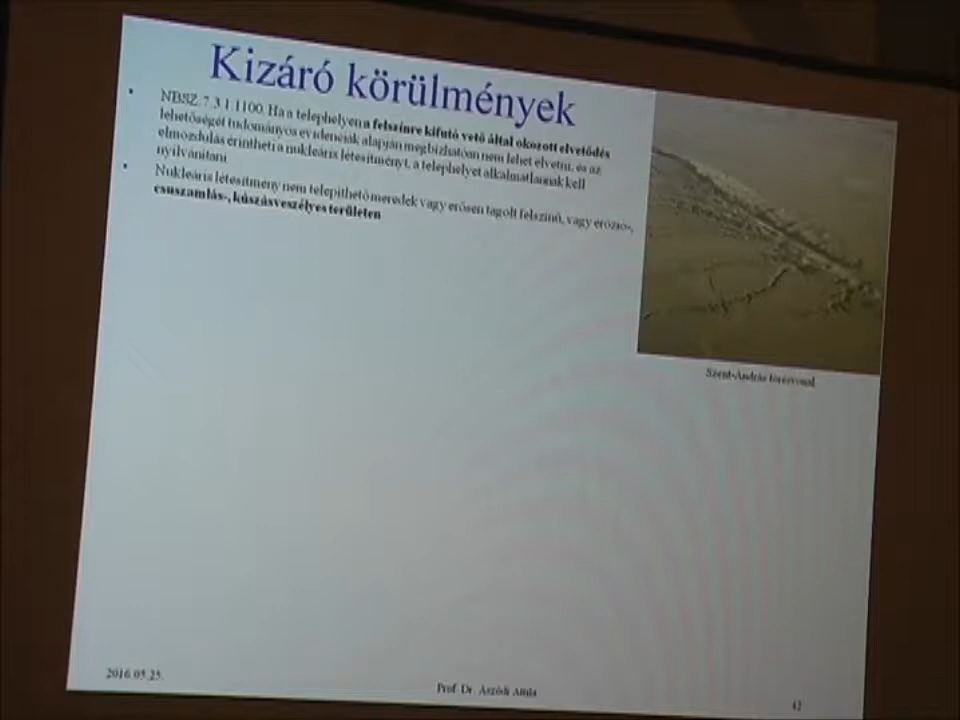 Kizáró körülmények
• NBSZ 7.3.1.1100. Ha a telephelyen a felszínre kifutó vető által okozott elvetődés
lehetőségét tudományos evidenciák alapján megbízhatóan nem lehet elvetni, és az
elmozdulás érintheti a nukleáris létesítményt, a telephelyet alkalmatlannak kell
nyilvánítani
• Nukleáris létesítmény nem telepíthető meredek vagy erősen tagolt felszínű, vagy erózió-,
csuszamlás-, kúszásveszélyes területen
Szent-András törésvonal
2016.05.25.
Prof. Dr. Aszódi Attila
42